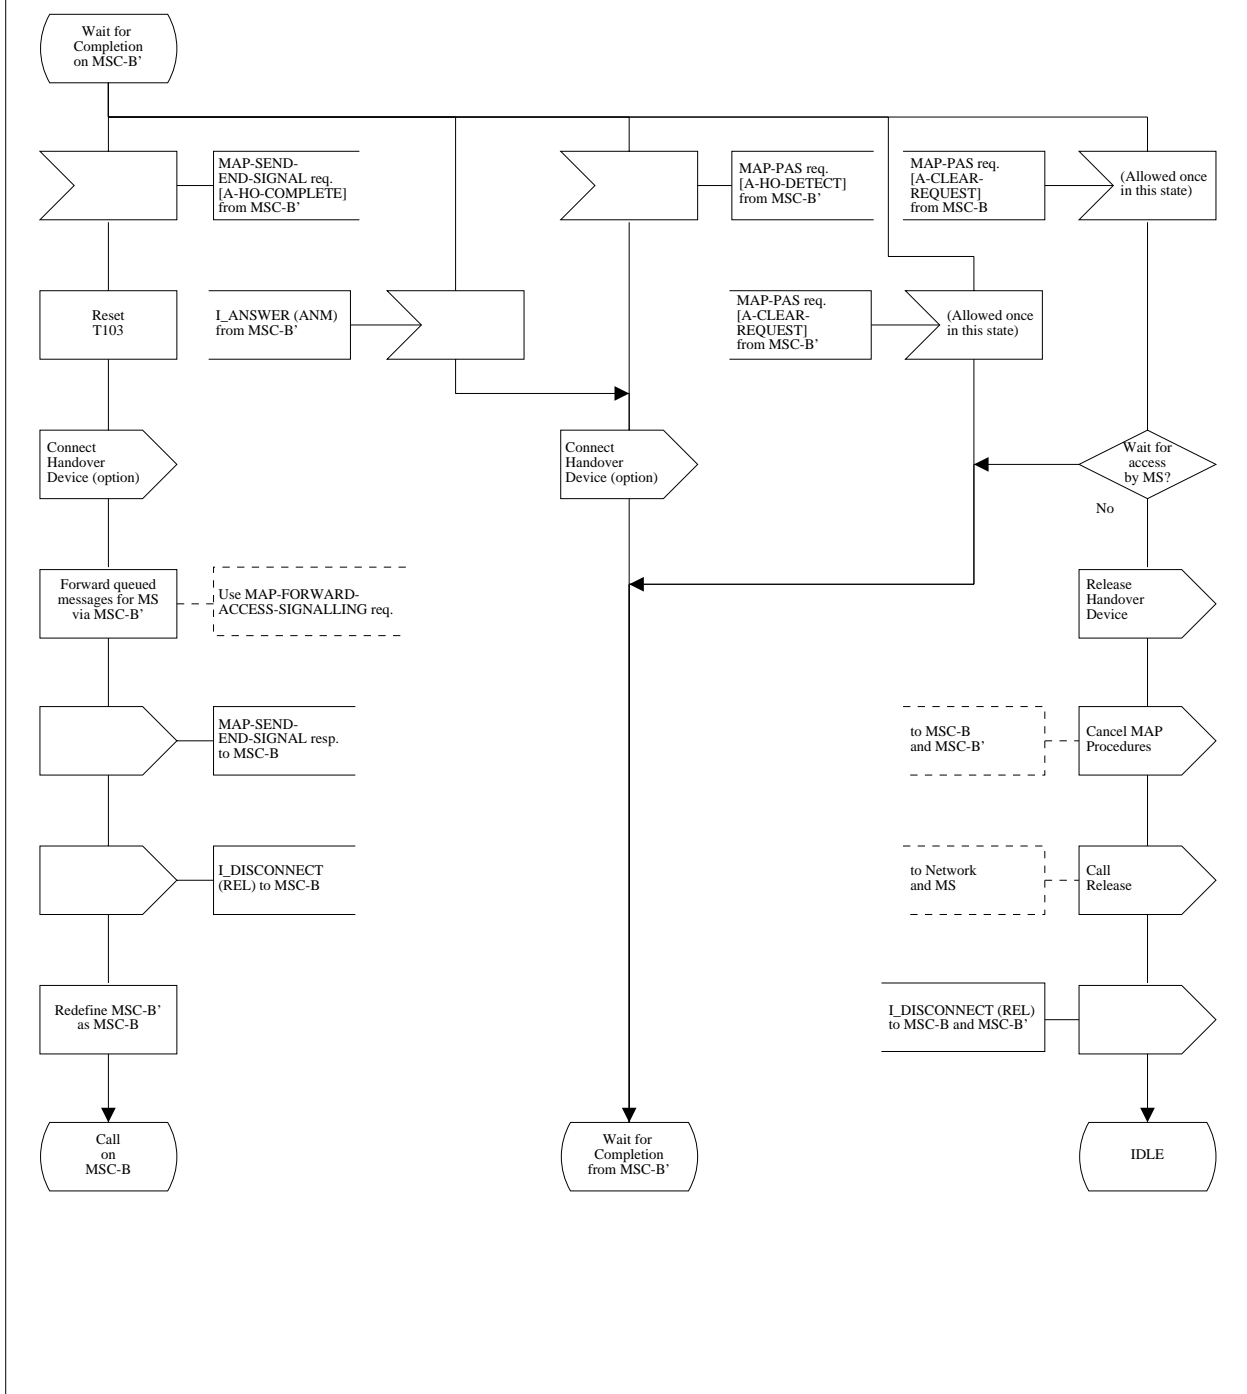 Wait for
Completion
on MSC-B’
MAP-SEND-
END-SIGNAL req.
[A-HO-COMPLETE]
from MSC-B’
MAP-PAS req.
[A-HO-DETECT]
from MSC-B’
MAP-PAS req.
[A-CLEAR-
REQUEST]
from MSC-B
(Allowed once
in this state)
Reset
T103
I_ANSWER (ANM)
from MSC-B’
MAP-PAS req.
[A-CLEAR-
REQUEST]
from MSC-B’
(Allowed once
in this state)
Connect
Handover
Device (option)
Connect
Handover
Device (option)
Wait for
access
by MS?
No
Forward queued
messages for MS
via MSC-B’
Use MAP-FORWARD-
ACCESS-SIGNALLING req.
Release
Handover
Device
MAP-SEND-
END-SIGNAL resp.
to MSC-B
to MSC-B
and MSC-B’
Cancel MAP
Procedures
I_DISCONNECT
(REL) to MSC-B
to Network
and MS
Call
Release
Redefine MSC-B’
as MSC-B
I_DISCONNECT (REL)
to MSC-B and MSC-B’
Call
on
MSC-B
Wait for
Completion
from MSC-B’
IDLE